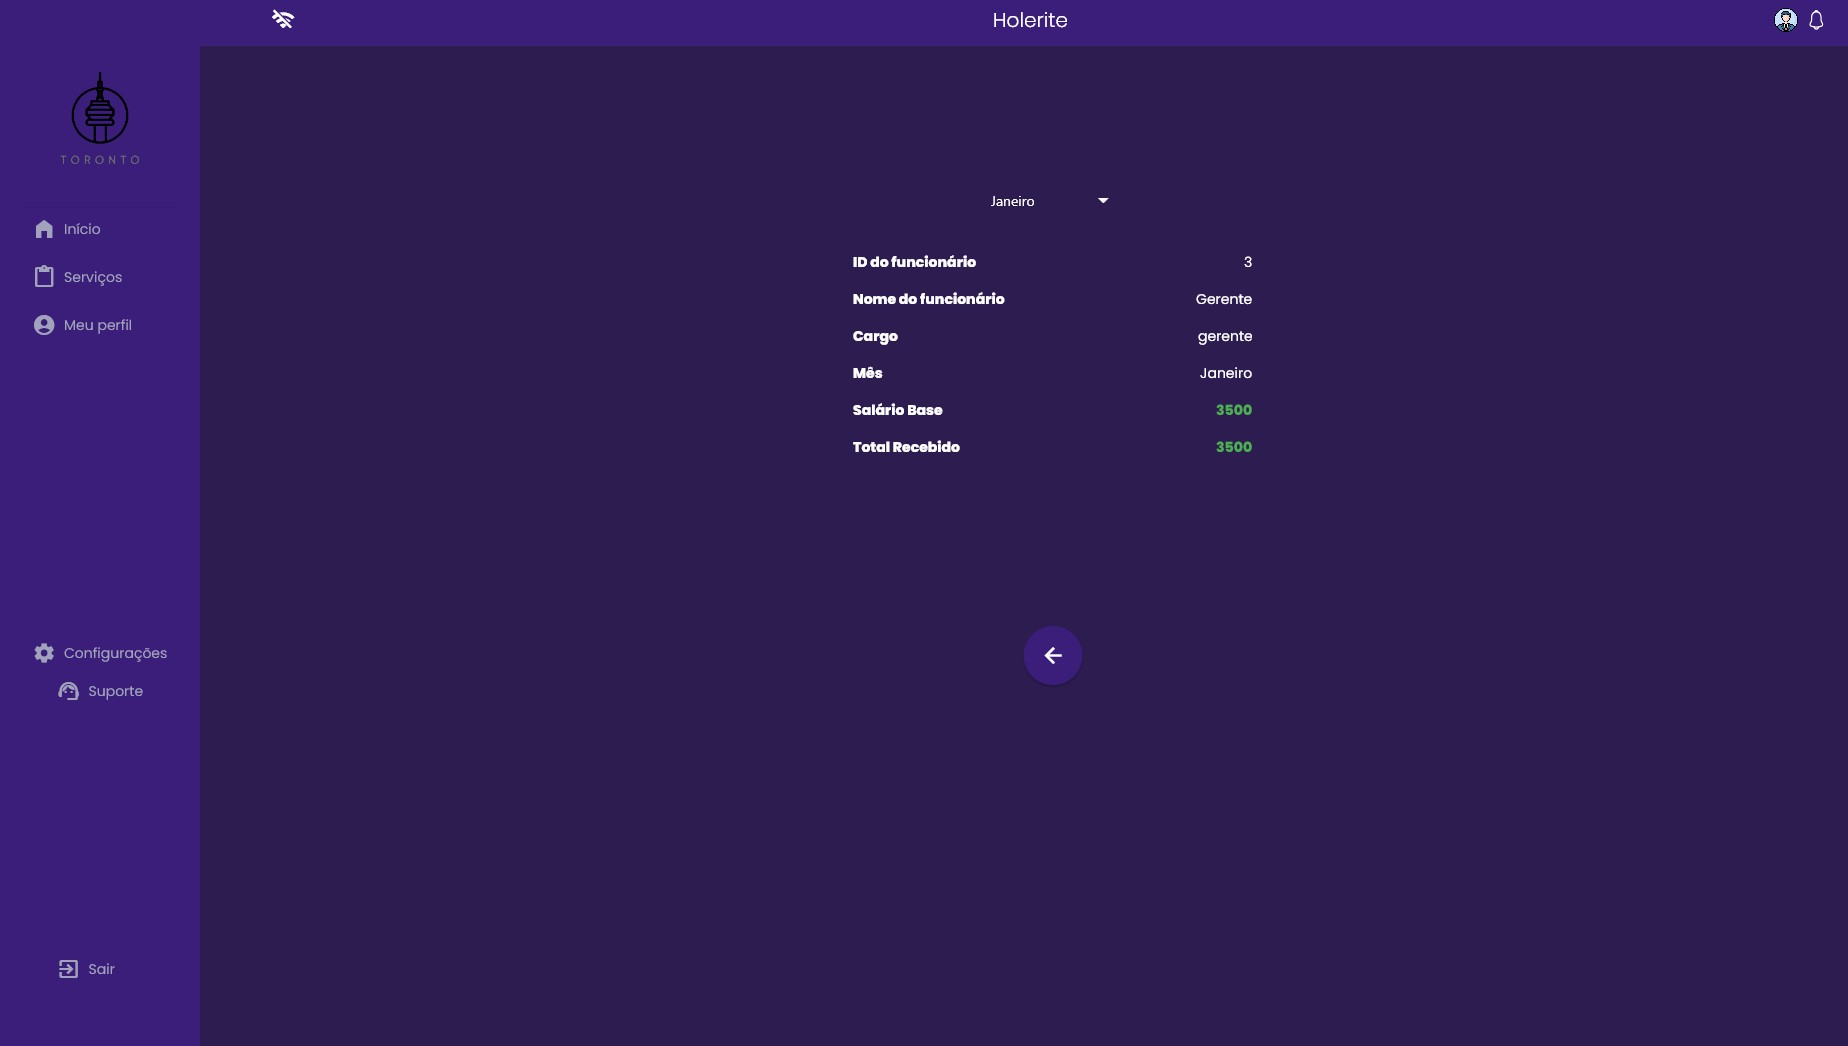 Holerite
TORONTO
Início
Serviços
Meu perfil
Configurações
Suporte
Sair
Janeiro
ID do funcionário 3
Nome do funcionário Gerente
Cargo gerente
Mês Janeiro
Salário Base 3500
Total Recebido 3500